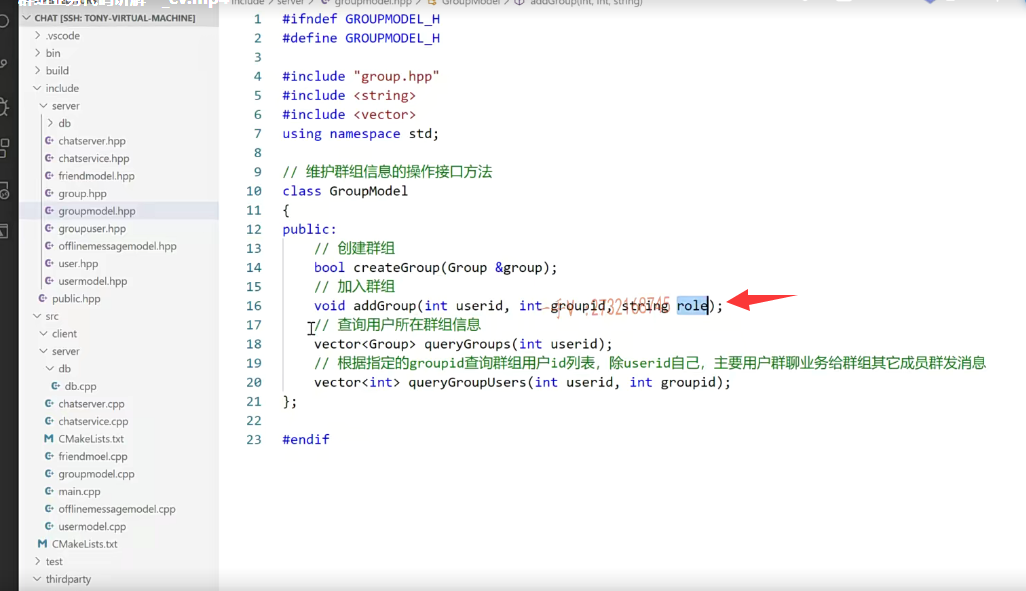 CHAT [SSH: TONY-VIRTUAL-MACHINE]
.vscode
bin
build
include
server
db
chatserver.hpp
chatservice.hpp
friendmodel.hpp
group.hpp
groupmodel.hpp
groupuser.hpp
offlinemessagemodel.hpp
user.hpp
usermodel.hpp
public.hpp
src
client
server
db
db.cpp
chatserver.cpp
chatservice.cpp
CMakeLists.txt
friendmoel.cpp
groupmodel.cpp
main.cpp
offlinemessagemodel.cpp
usermodel.cpp
CMakeLists.txt
test
thirdparty
include > server > groupmodel.hpp > GroupModel > addGroup(int, int, string)
1 #ifndef GROUPMODEL_H
2 #define GROUPMODEL_H
3
4 #include "group.hpp"
5 #include <string>
6 #include <vector>
7 using namespace std;
8
9 // 维护群组信息的操作接口方法
10 class GroupModel
11 {
12 public:
13 // 创建群组
14 bool createGroup(Group &group);
15 // 加入群组
16 void addGroup(int userid, int groupid, string role);
17 // 查询用户所在群组信息
18 vector<Group> queryGroups(int userid);
19 // 根据指定的groupid查询群组用户id列表，除userid自己，主要用户群聊业务给群组其它成员群发消息
20 vector<int> queryGroupUsers(int userid, int groupid);
21 };
22
23 #endif